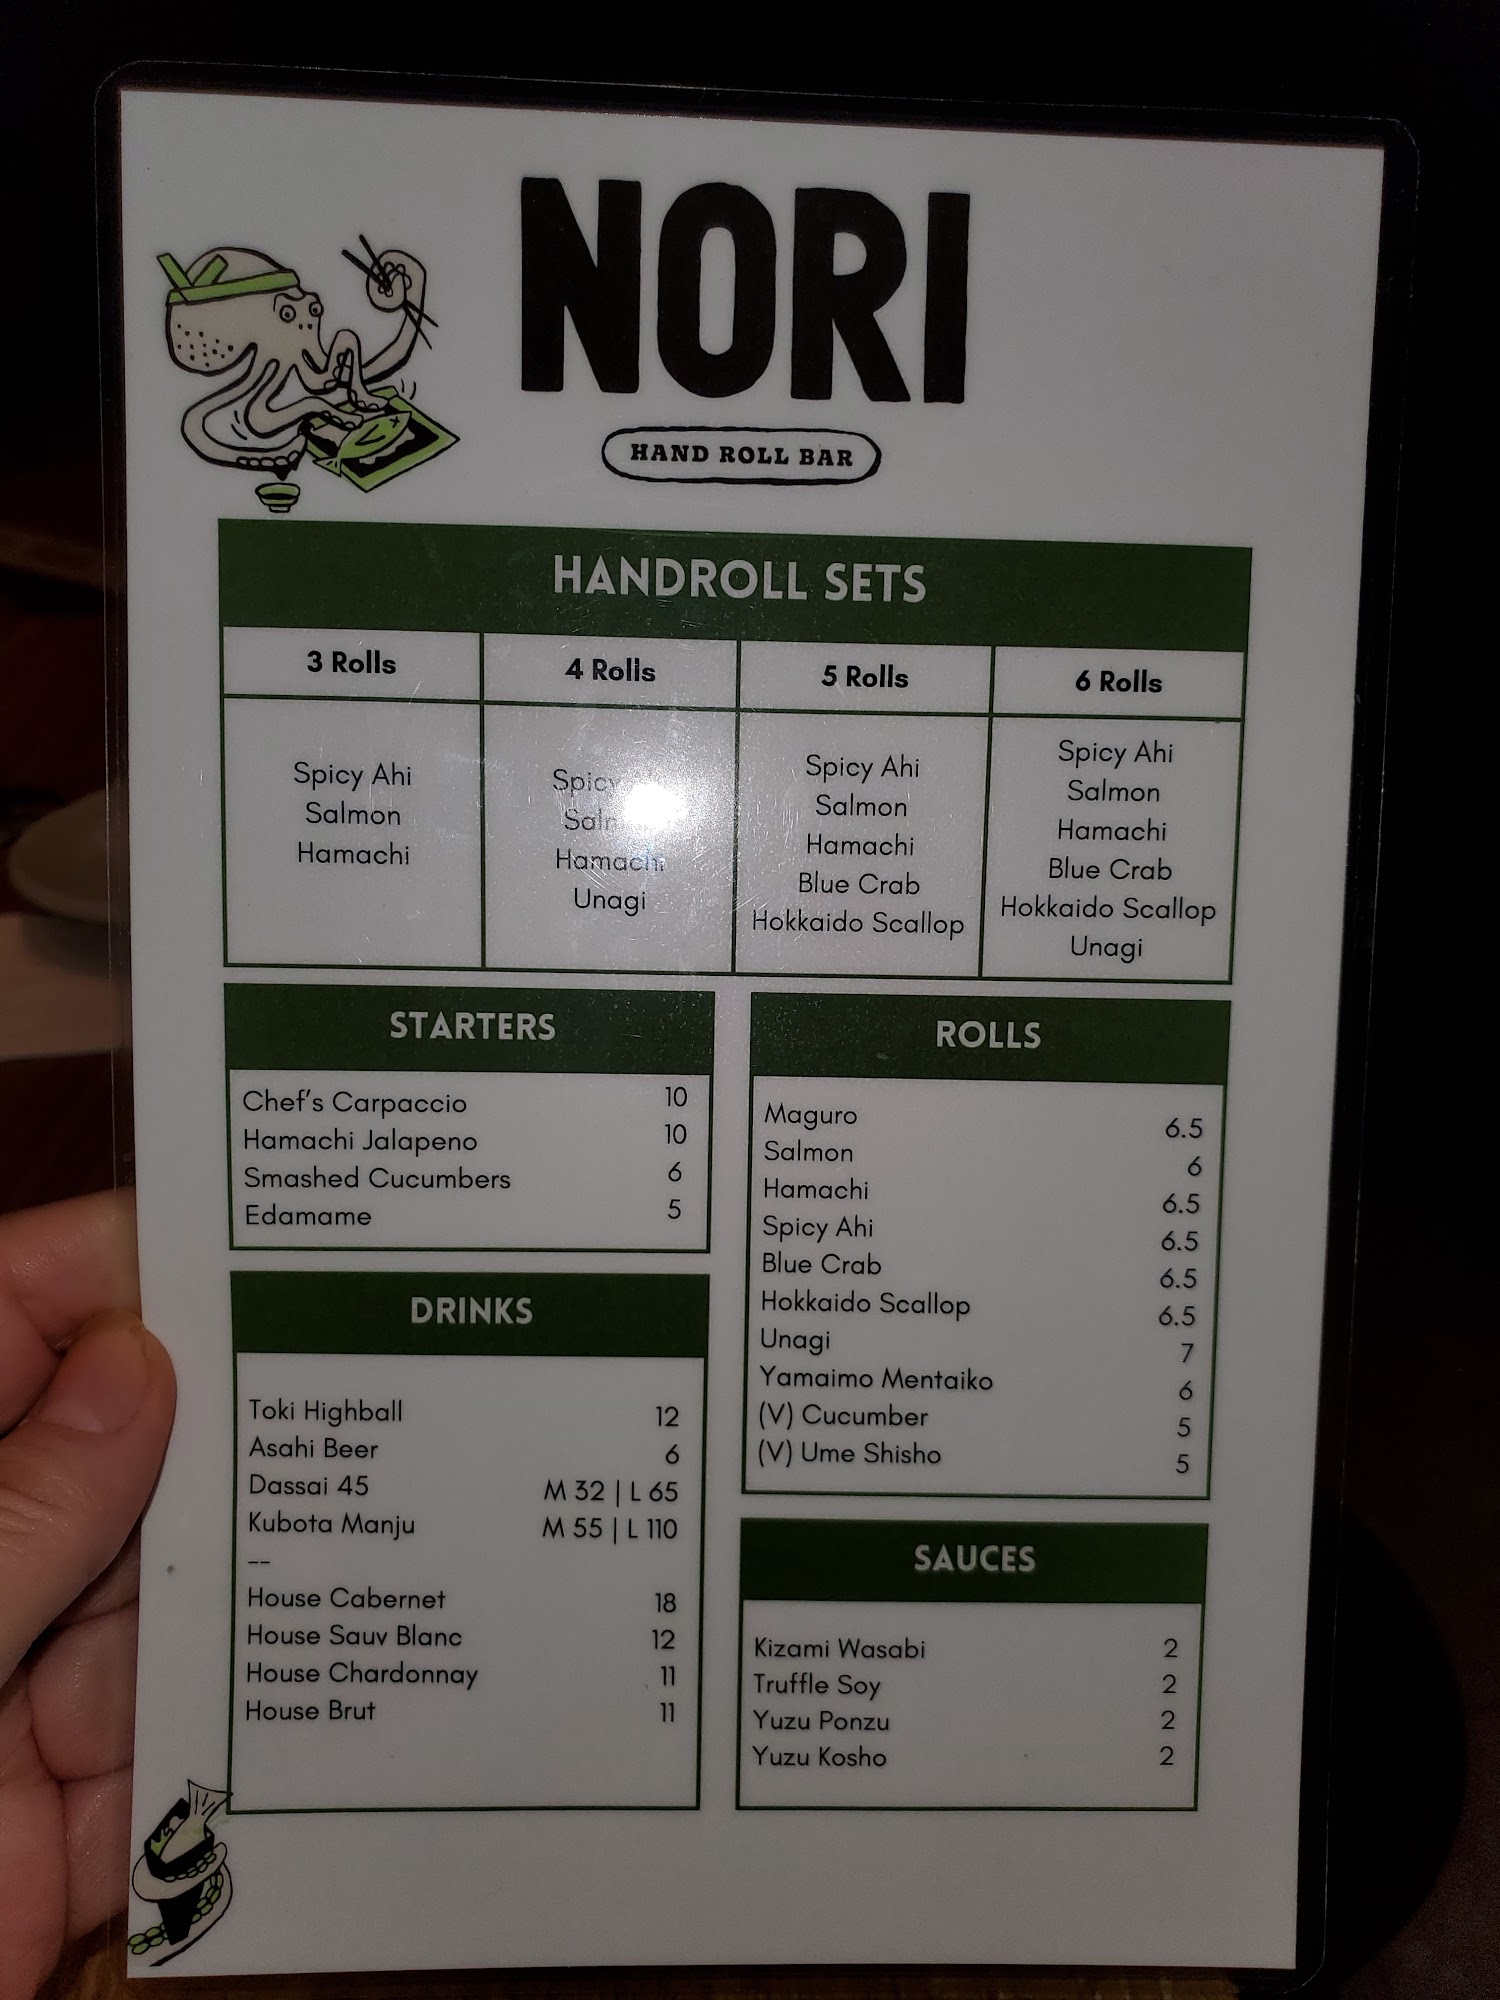 NORI
HAND ROLL BAR
HANDROLL SETS
3 Rolls
Spicy Ahi
Salmon
Hamachi
4 Rolls
Hamachi
Unagi
5 Rolls
Spicy Ahi
Salmon
Hamachi
Blue Crab
Hokkaido Scallop
6 Rolls
Spicy Ahi
Salmon
Hamachi
Blue Crab
Hokkaido Scallop
Unagi
STARTERS
Chef's Carpaccio 10
Hamachi Jalapeno 10
Smashed Cucumbers 6
Edamame 5
DRINKS
Toki Highball 12
Asahi Beer 6
Dassai 45 M 32 | L 65
Kubota Manju M 55 | L 110
--
House Cabernet 18
House Sauv Blanc 12
House Chardonnay 11
House Brut 11
ROLLS
Maguro 6.5
Salmon 6
Hamachi 6.5
Spicy Ahi 6.5
Blue Crab 6.5
Hokkaido Scallop 6.5
Unagi 7
Yamaimo Mentaiko 6
(V) Cucumber 5
(V) Ume Shisho 5
SAUCES
Kizami Wasabi 2
Truffle Soy 2
Yuzu Ponzu 2
Yuzu Kosho 2